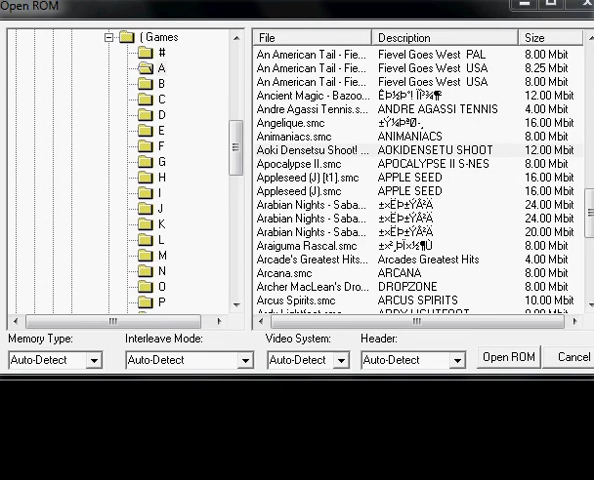 Open ROM
( Games
#
A
B
C
D
E
F
G
H
I
J
K
L
M
N
O
P
File Description Size
An American Tail - Fie... Fievel Goes West PAL 8.00 Mbit
An American Tail - Fie... Fievel Goes West USA 8.25 Mbit
An American Tail - Fie... Fievel Goes West USA 8.00 Mbit
Ancient Magic - Bazoo... 12.00 Mbit
Andre Agassi Tennis.s... ANDRE AGASSI TENNIS 4.00 Mbit
Angelique.smc 16.00 Mbit
Animaniacs.smc ANIMANIACS 8.00 Mbit
Aoki Densetsu Shoot! ... AOKIDENSETU SHOOT 12.00 Mbit
Apocalypse II.smc APOCALYPSE II S-NES 8.00 Mbit
Appleseed (J) [t1].smc APPLE SEED 16.00 Mbit
Appleseed (J).smc APPLE SEED 16.00 Mbit
Arabian Nights - Saba... ±×ËÞ±ÝÅ²Ä 24.00 Mbit
Arabian Nights - Saba... ±×ËÞ±ÝÅ²Ä 24.00 Mbit
Arabian Nights - Saba... ±×ËÞ±ÝÅ²Ä 20.00 Mbit
Araiguma Rascal.smc 8.00 Mbit
Arcade's Greatest Hits... Arcades Greatest Hits 4.00 Mbit
Arcana.smc ARCANA 8.00 Mbit
Archer MacLean's Dro... DROPZONE 8.00 Mbit
Arcus Spirits.smc ARCUS SPIRITS 10.00 Mbit
Memory Type: Interleave Mode: Video System: Header:
Auto-Detect Auto-Detect Auto-Detect Auto-Detect Open ROM Cancel